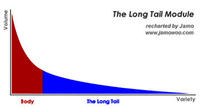 The Long Tail Module
recharted by Jamo
www.jamowoo.com
Volume
Variety
Body
The Long Tail